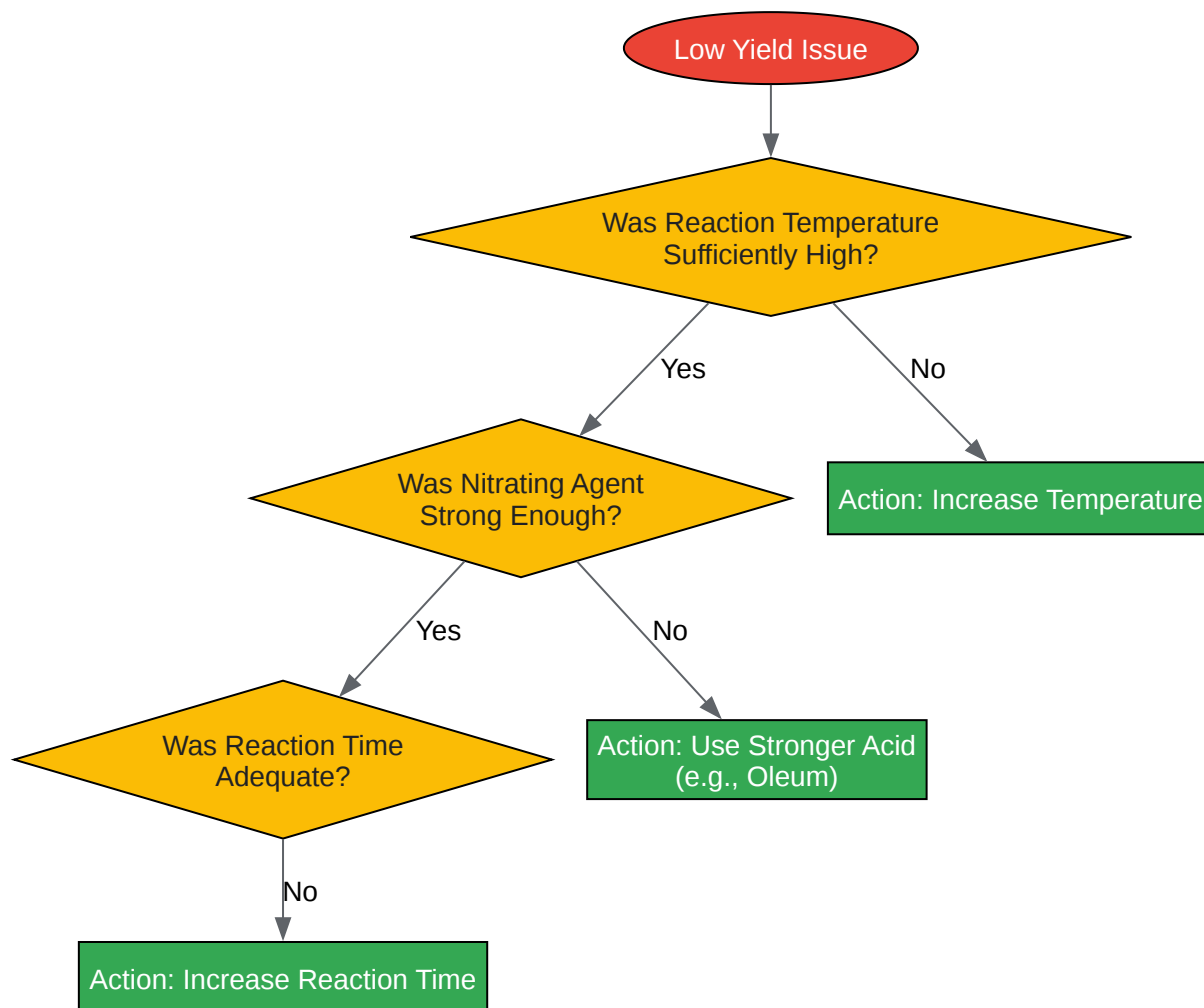 Low Yield Issue
Was Reaction Temperature
Sufficiently High?
Yes
No
Was Nitrating Agent
Strong Enough?
Action: Increase Temperature
Yes
No
Was Reaction Time
Adequate?
Action: Use Stronger Acid
(e.g., Oleum)
No
Action: Increase Reaction Time